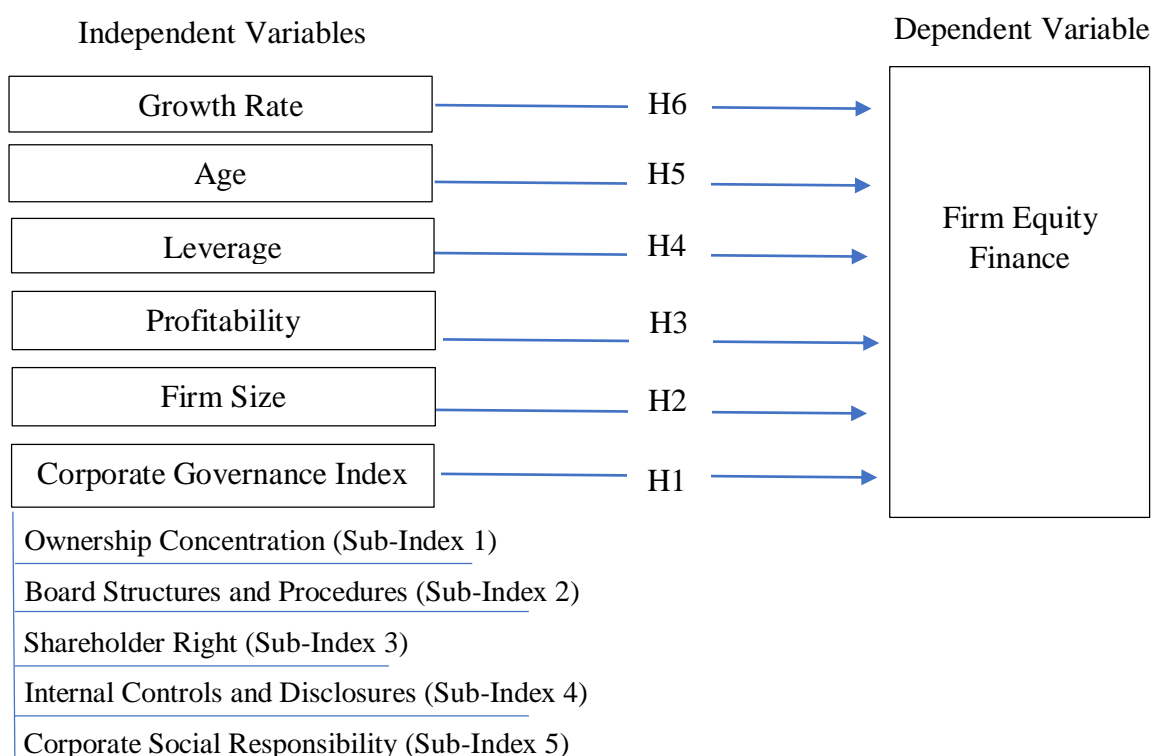 Independent Variables
Dependent Variable
Growth Rate
H6
Age
H5
Leverage
H4
Profitability
H3
Firm Size
H2
Corporate Governance Index
H1
Firm Equity
Finance
Ownership Concentration (Sub-Index 1)
Board Structures and Procedures (Sub-Index 2)
Shareholder Right (Sub-Index 3)
Internal Controls and Disclosures (Sub-Index 4)
Corporate Social Responsibility (Sub-Index 5)